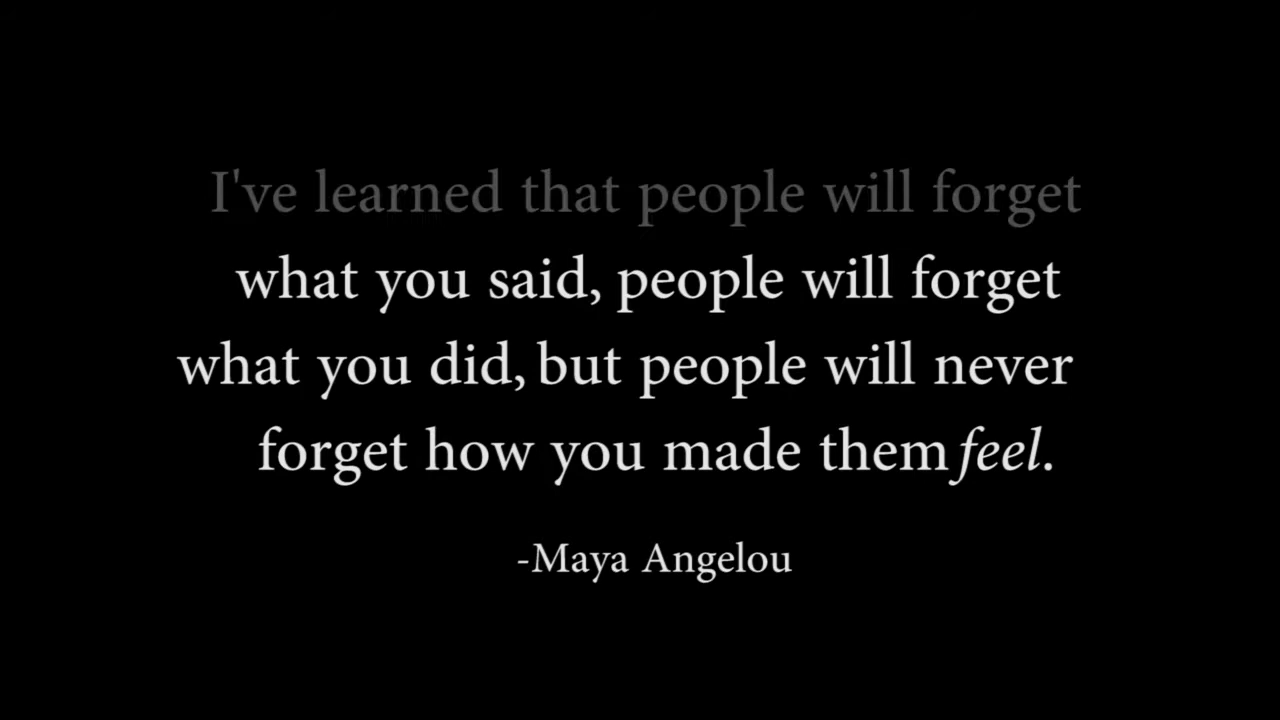 I've learned that people will forget
what you said, people will forget
what you did, but people will never
forget how you made them feel.
-Maya Angelou